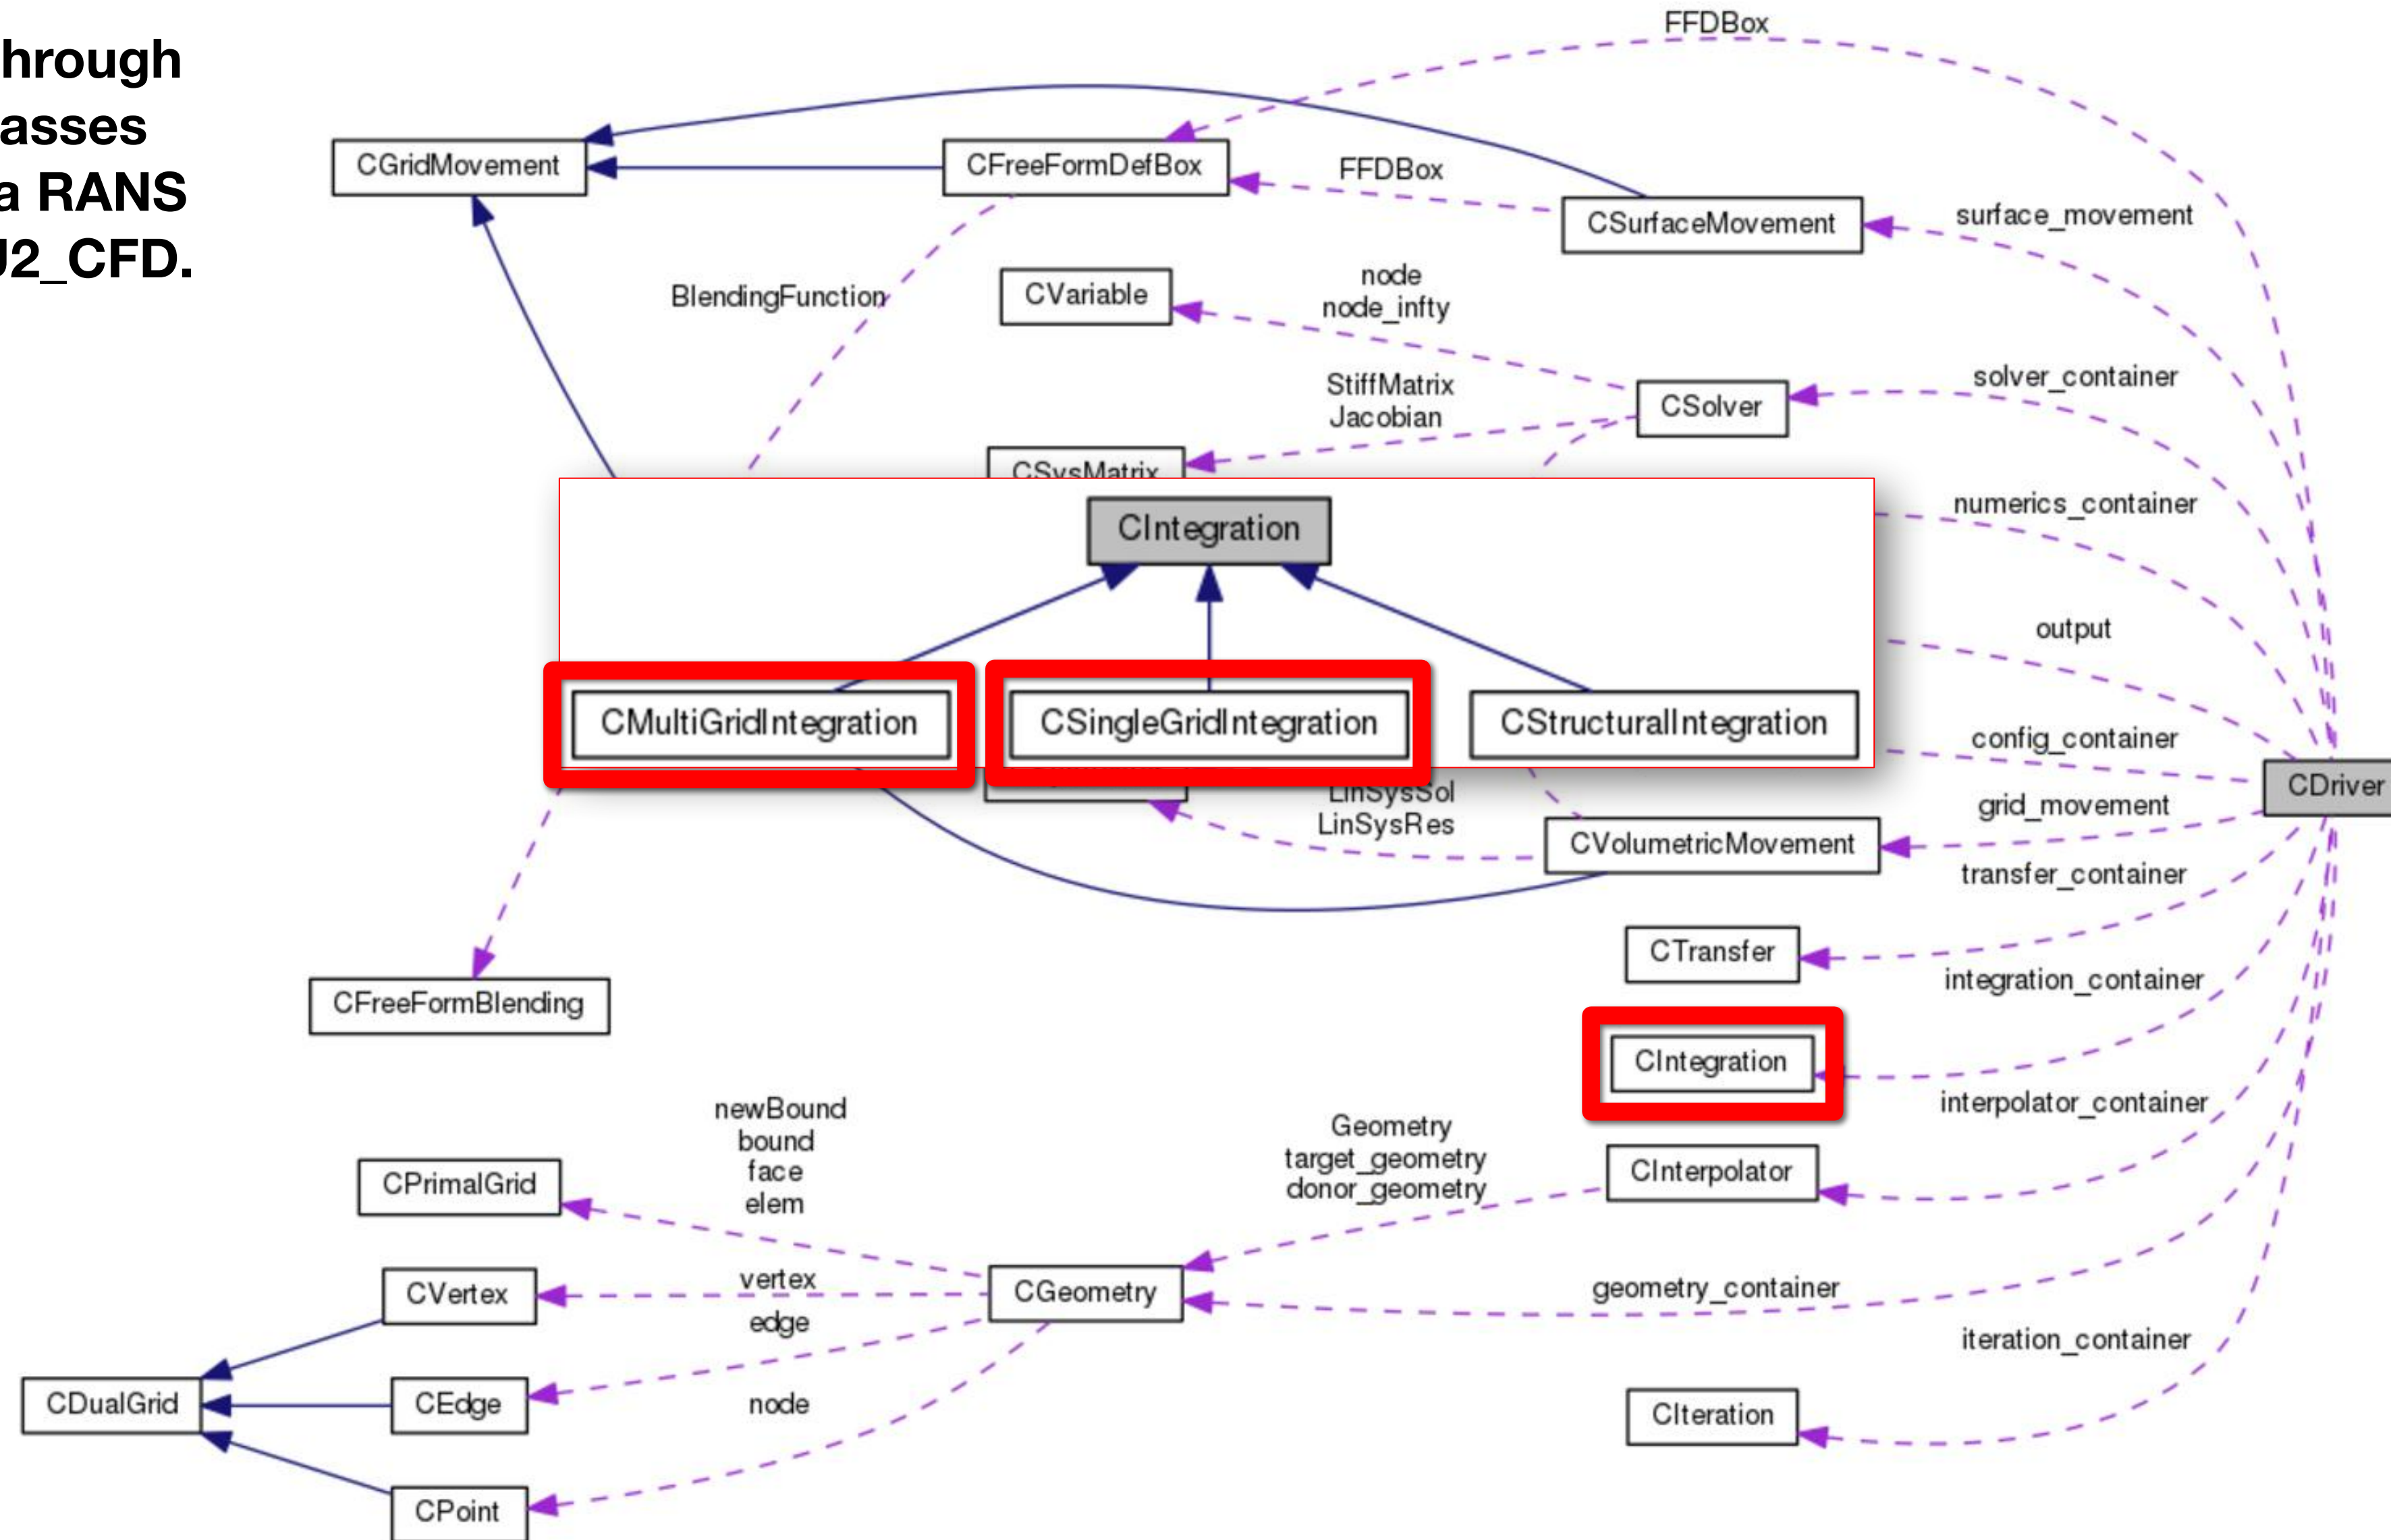 hrough
asses
a RANS
J2_CFD.
FFDBox
CGridMovement
CFreeFormDefBox
FFDBox
CSurfaceMovement
surface_movement
BlendingFunction
CVariable
node
node_infty
StiffMatrix
Jacobian
CSolver
solver_container
CSysMatrix
numerics_container
CIntegration
output
CMultiGridIntegration
CSingleGridIntegration
CStructuralIntegration
config_container
CDriver
LinSysSol
LinSysRes
grid_movement
CVolumetricMovement
transfer_container
CTransfer
integration_container
CFreeFormBlending
CIntegration
interpolator_container
newBound
bound
face
elem
Geometry
target_geometry
donor_geometry
CInterpolator
CPrimalGrid
CVertex
vertex
CGeometry
geometry_container
edge
iteration_container
CDualGrid
CEdge
node
CIteration
CPoint